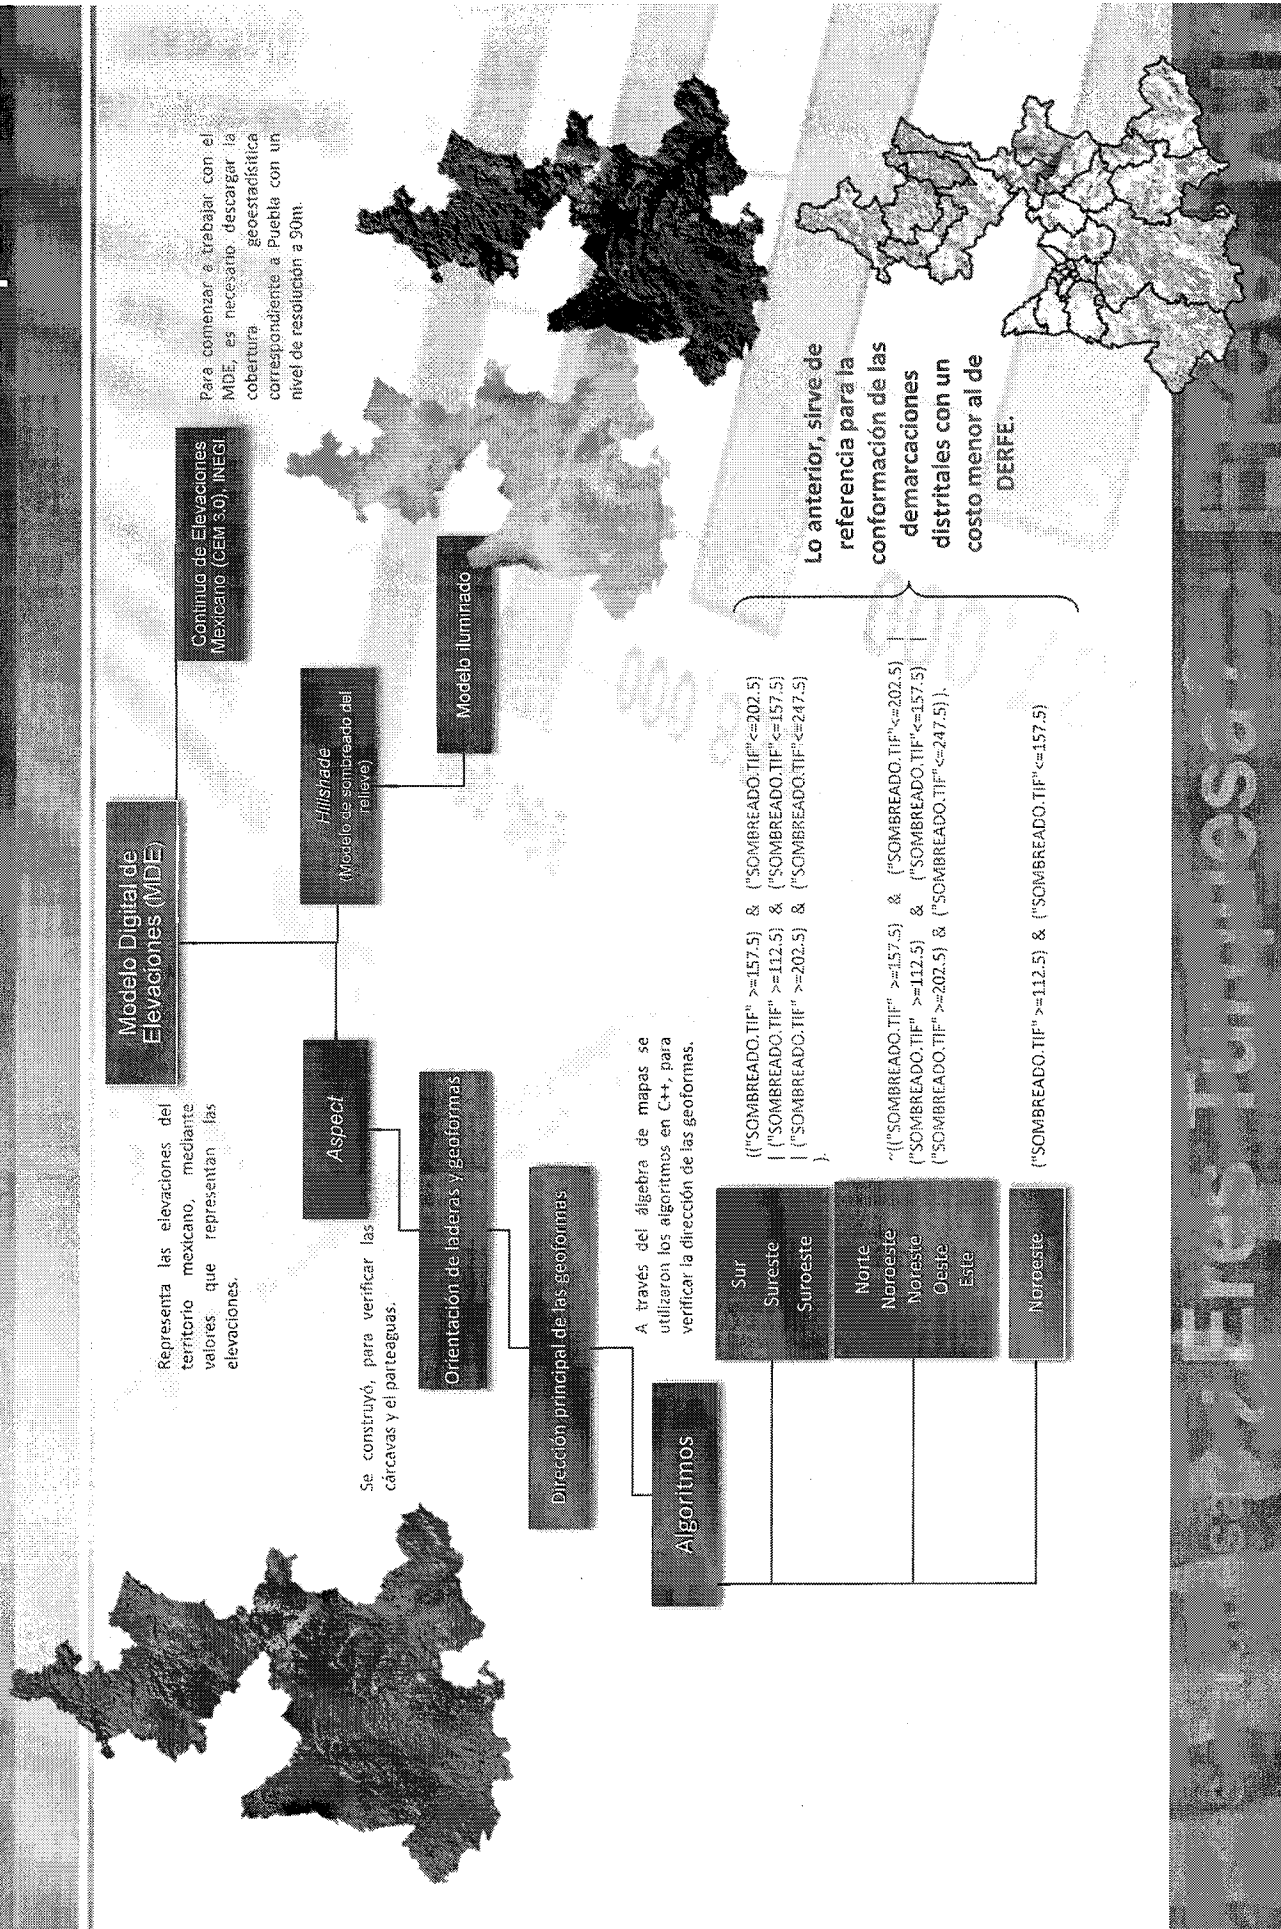 Modelo Digital de
Elevaciones (MDE)
Representa las elevaciones del
territorio mexicano, mediante
valores que representan las
elevaciones.
Continuo de Elevaciones
Mexicano (CEM 3.0), INEGI
Para comenzar a trabajar con el
MDE, es necesario descargar la
cobertura geoestadísitica
correspondiente a Puebla con un
nivel de resolución a 90m.
Aspect
Se construyó, para verificar las
cárcavas y el parteaguas.
Hillshade
(Modelo de sombreado del
relieve)
Modelo iluminado
Orientación de laderas y geoformas
Dirección principal de las geoformas
A través del álgebra de mapas se
utilizaron los algoritmos en C++, para
verificar la dirección de las geoformas.
Algoritmos
Sur
Sureste
Suroeste
(("SOMBREADO.TIF" >=157.5) & ("SOMBREADO.TIF"<=202.5)
| ("SOMBREADO.TIF" >=112.5) & ("SOMBREADO.TIF"<=157.5)
| ("SOMBREADO.TIF" >=202.5) & ("SOMBREADO.TIF"<=247.5)
).
Norte
Noroeste
Noreste
Oeste
Este
~(("SOMBREADO.TIF" >=157.5) & ("SOMBREADO.TIF"<=202.5) |
("SOMBREADO.TIF" >=112.5) & ("SOMBREADO.TIF"<=157.5) |
("SOMBREADO.TIF" >=202.5) & ("SOMBREADO.TIF"<=247.5)).
Noroeste
("SOMBREADO.TIF" >=112.5) & ("SOMBREADO.TIF"<=157.5)
Lo anterior, sirve de
referencia para la
conformación de las
demarcaciones
distritales con un
costo menor al de
DERFE.